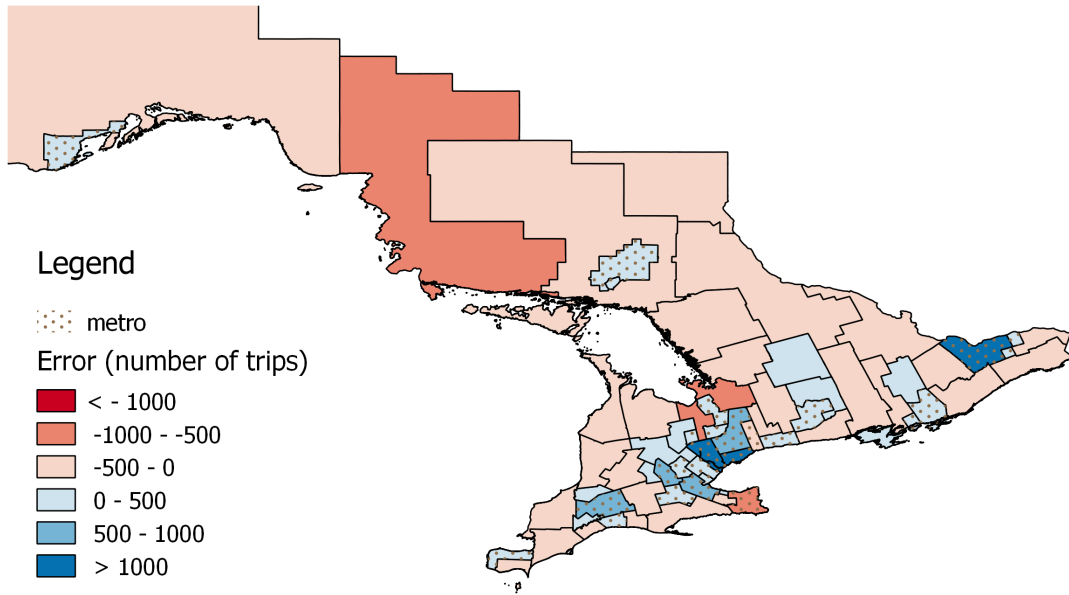 Legend
metro
Error (number of trips)
< - 1000
-1000 - -500
-500 - 0
0 - 500
500 - 1000
> 1000